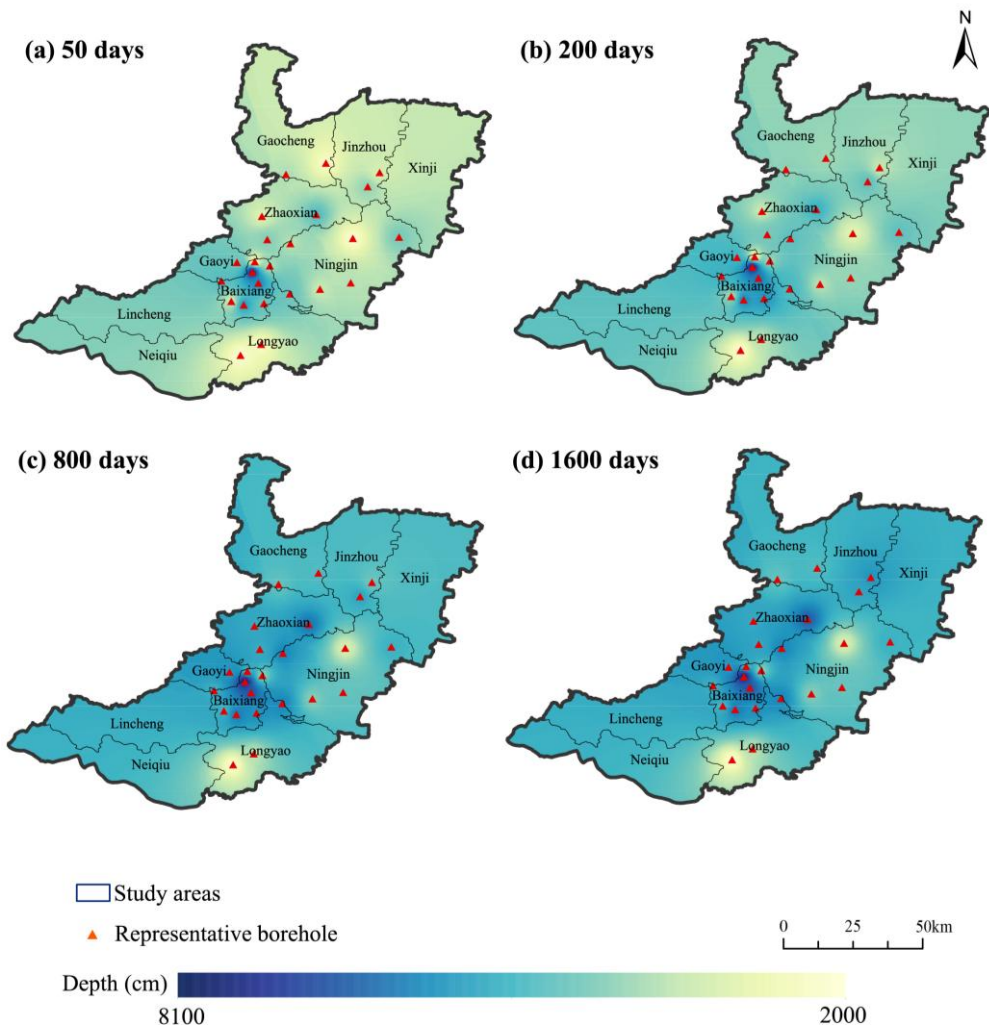 (a) 50 days
(b) 200 days
N
Gaocheng
Jinzhou
Xinji
Zhaoxian
Gaoyi
Ningjin
Baixiang
Lincheng
Longyao
Neiqiu
Gaocheng
Jinzhou
Xinji
Zhaoxian
Gaoyi
Ningjin
Baixiang
Lincheng
Longyao
Neiqiu
(c) 800 days
(d) 1600 days
Gaocheng
Jinzhou
Xinji
Zhaoxian
Gaoyi
Ningjin
Baixiang
Lincheng
Longyao
Neiqiu
Gaocheng
Jinzhou
Xinji
Zhaoxian
Gaoyi
Ningjin
Baixiang
Lincheng
Longyao
Neiqiu
Study areas
Representative borehole
0 25 50km
Depth (cm)
8100 2000